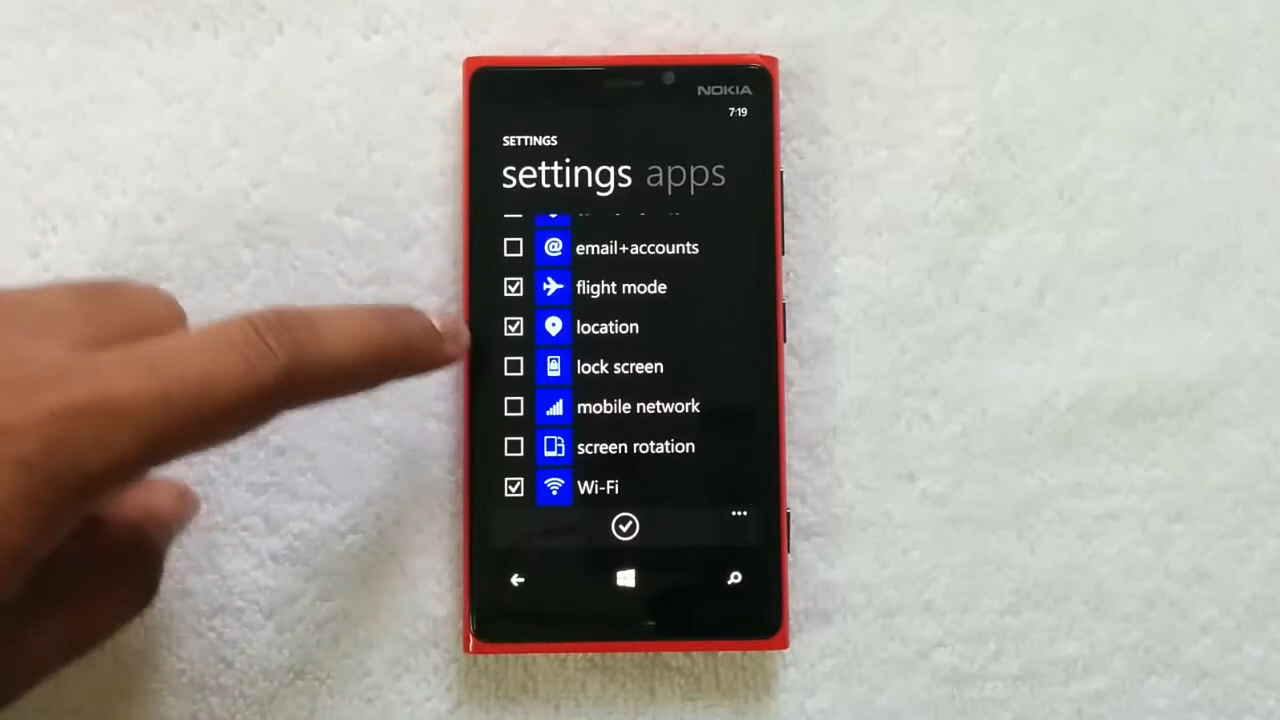 NOKIA
7:19
SETTINGS
settings apps
email+accounts
flight mode
location
lock screen
mobile network
screen rotation
Wi-Fi